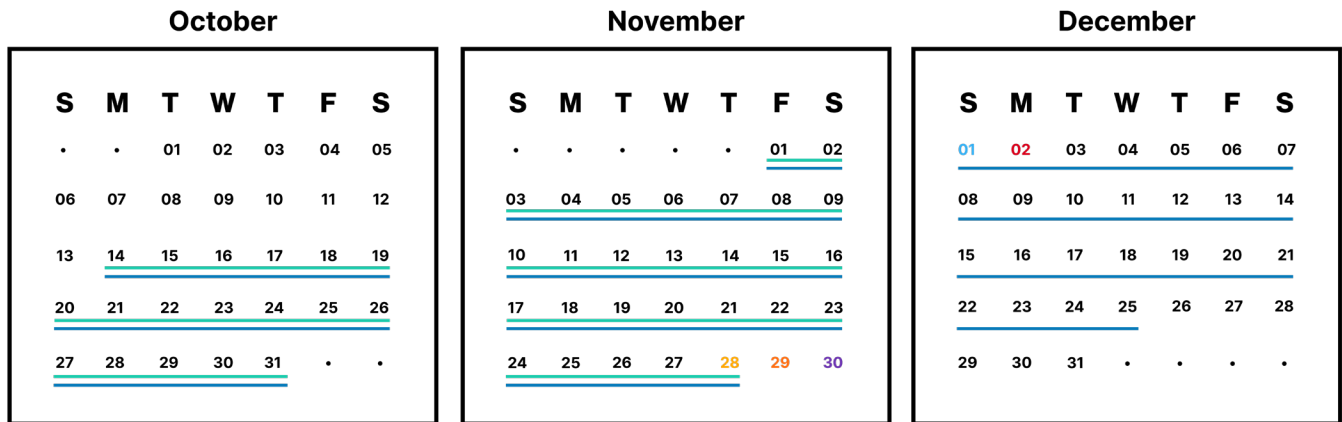 October
S M T W T F S
• • 01 02 03 04 05
06 07 08 09 10 11 12
13 14 15 16 17 18 19
20 21 22 23 24 25 26
27 28 29 30 31 • •
November
S M T W T F S
• • • • • 01 02
03 04 05 06 07 08 09
10 11 12 13 14 15 16
17 18 19 20 21 22 23
24 25 26 27 28 29 30
December
S M T W T F S
01 02 03 04 05 06 07
08 09 10 11 12 13 14
15 16 17 18 19 20 21
22 23 24 25 26 27 28
29 30 31 • • • •